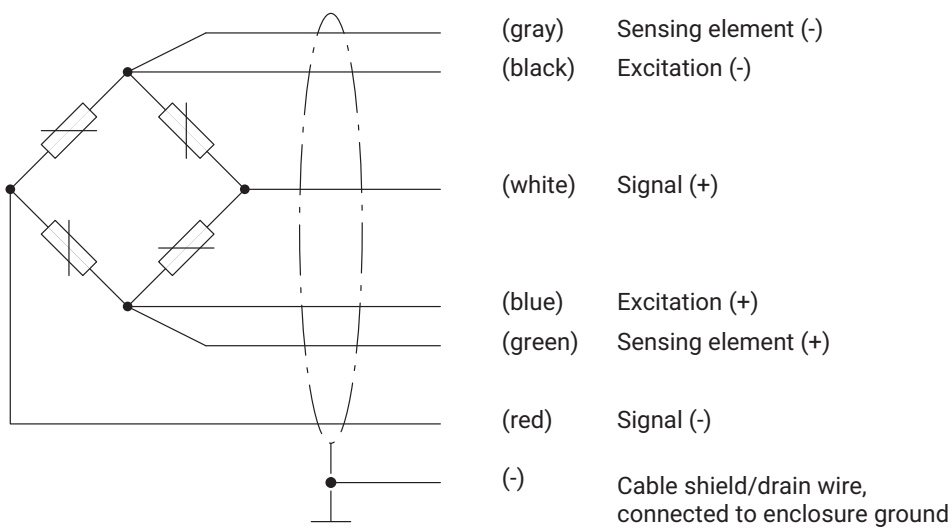 (gray) Sensing element (-)
(black) Excitation (-)
(white) Signal (+)
(blue) Excitation (+)
(green) Sensing element (+)
(red) Signal (-)
(-) Cable shield/drain wire,
connected to enclosure ground